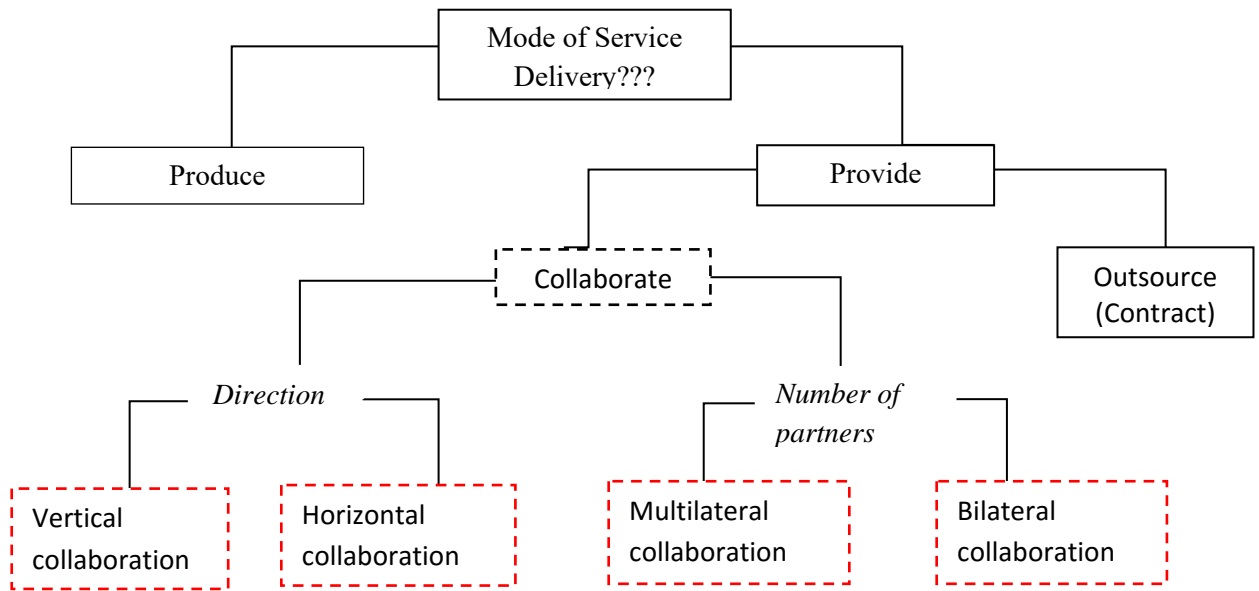 Mode of Service
Delivery???
Produce
Provide
Collaborate
Outsource
(Contract)
Direction
Number of
partners
Vertical
collaboration
Horizontal
collaboration
Multilateral
collaboration
Bilateral
collaboration